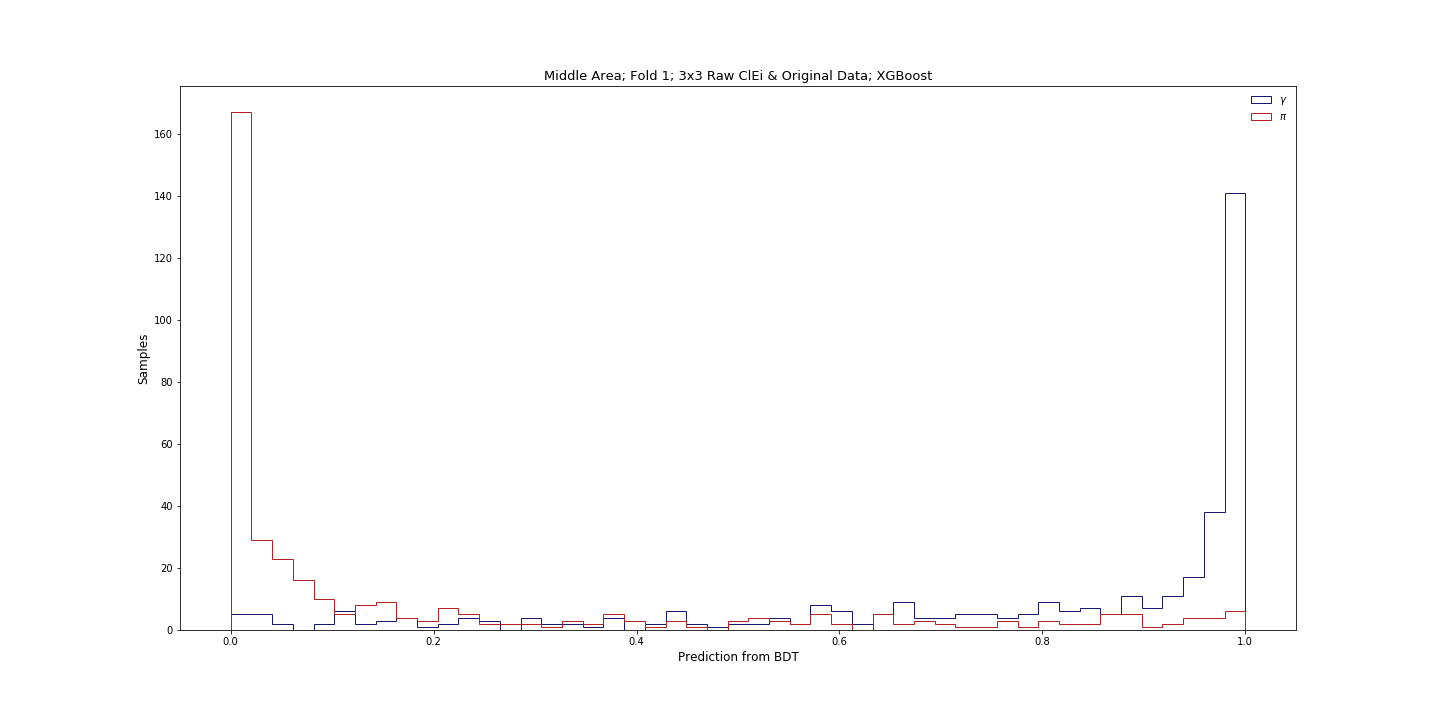 Middle Area; Fold 1; 3x3 Raw ClEi & Original Data; XGBoost
γ
π
160
140
120
100
80
60
40
20
0
Samples
0.0 0.2 0.4 0.6 0.8 1.0
Prediction from BDT